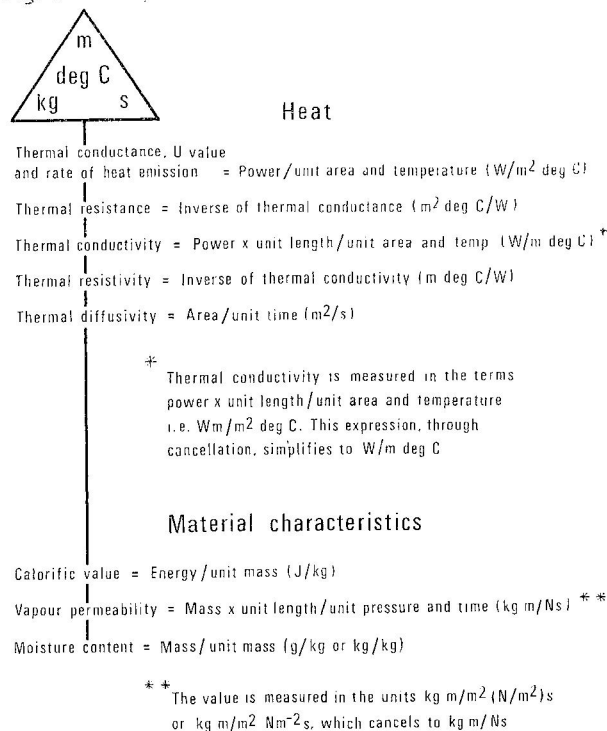 m
deg C
kg s
Heat
Thermal conductance, U value
and rate of heat emission = Power/unit area and temperature (W/m² deg C)
Thermal resistance = Inverse of thermal conductance (m² deg C/W)
Thermal conductivity = Power x unit length/unit area and temp (W/m deg C)*
Thermal resistivity = Inverse of thermal conductivity (m deg C/W)
Thermal diffusivity = Area/unit time (m²/s)
* Thermal conductivity is measured in the terms
power x unit length/unit area and temperature
i.e. Wm/m² deg C. This expression, through
cancellation, simplifies to W/m deg C
Material characteristics
Calorific value = Energy/unit mass (J/kg)
Vapour permeability = Mass x unit length/unit pressure and time (kg m/Ns) **
Moisture content = Mass/unit mass (g/kg or kg/kg)
** The value is measured in the units kg m/m² (N/m²)s
or kg m/m² Nm⁻²s, which cancels to kg m/Ns